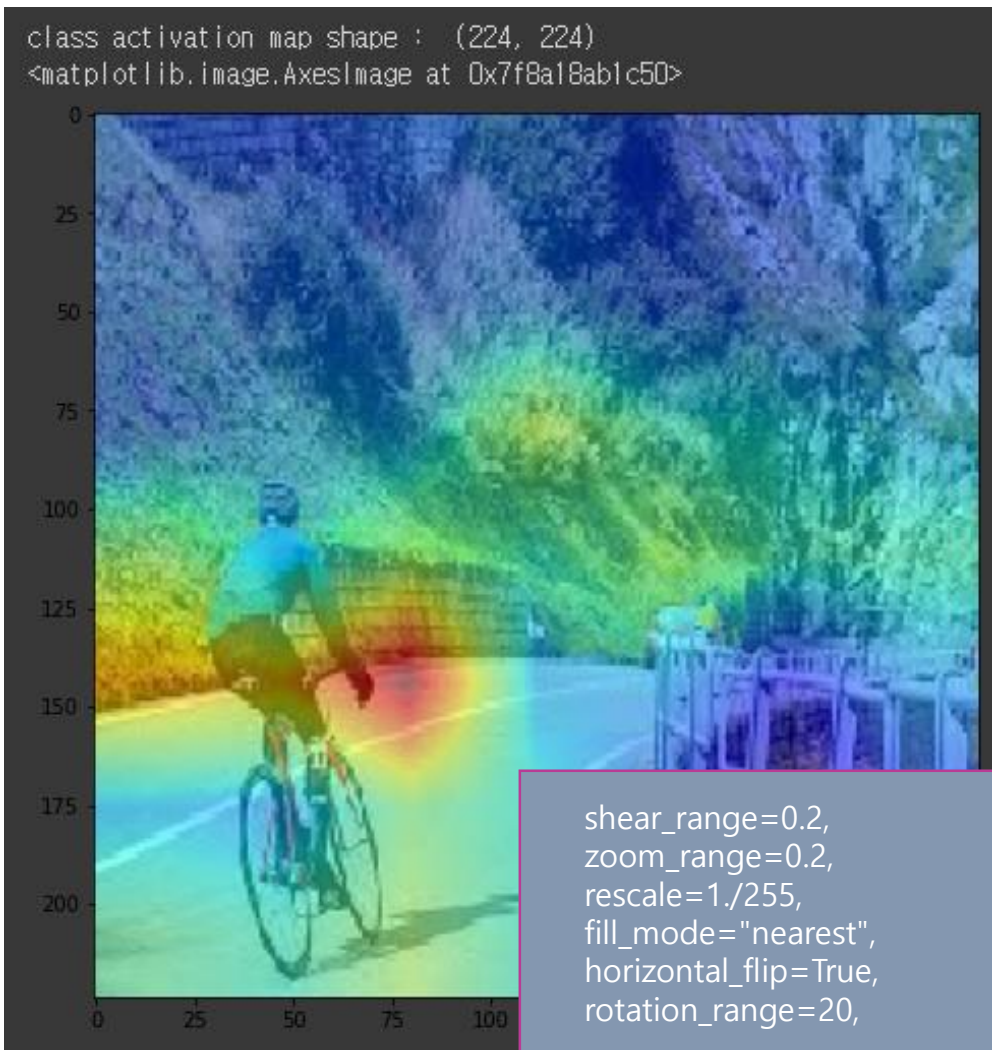 class activation map shape :  (224, 224)
<matplotlib.image.AxesImage at 0x7f8a18ab1c50>
0
25
50
75
100
125
150
175
200
0 25 50 75 100
shear_range=0.2,
zoom_range=0.2,
rescale=1./255,
fill_mode="nearest",
horizontal_flip=True,
rotation_range=20,